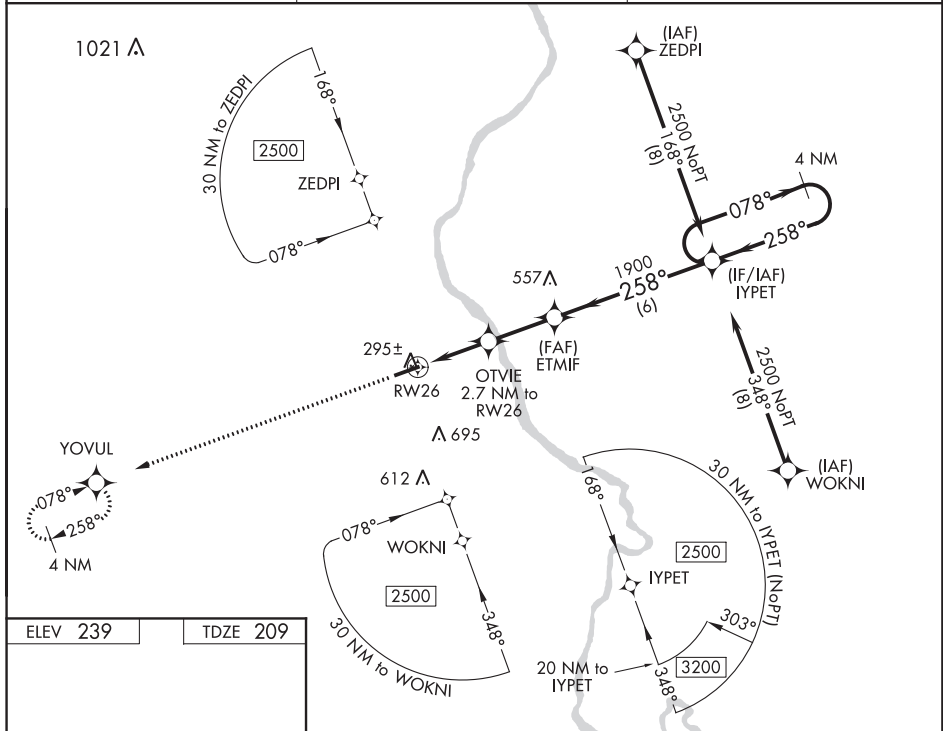 1021
(IAF)
ZEDPI
30 NM to ZEDPI
168°
2500
ZEDPI
078°
2500 NoPT
168°
(8)
4 NM
078°
258°
(IF/IAF)
IYPET
1900
258°
(6)
557
(FAF)
ETMIF
295±
OTVIE
2.7 NM to
RW26
RW26
695
2500 NoPT
348°
(8)
(IAF)
WOKNI
YOVUL
078°
258°
4 NM
612
078°
WOKNI
2500
348°
30 NM to WOKNI
168°
30 NM to IYPET (NoPT)
2500
IYPET
303°
20 NM to
IYPET
3200
348°
ELEV 239
TDZE 209